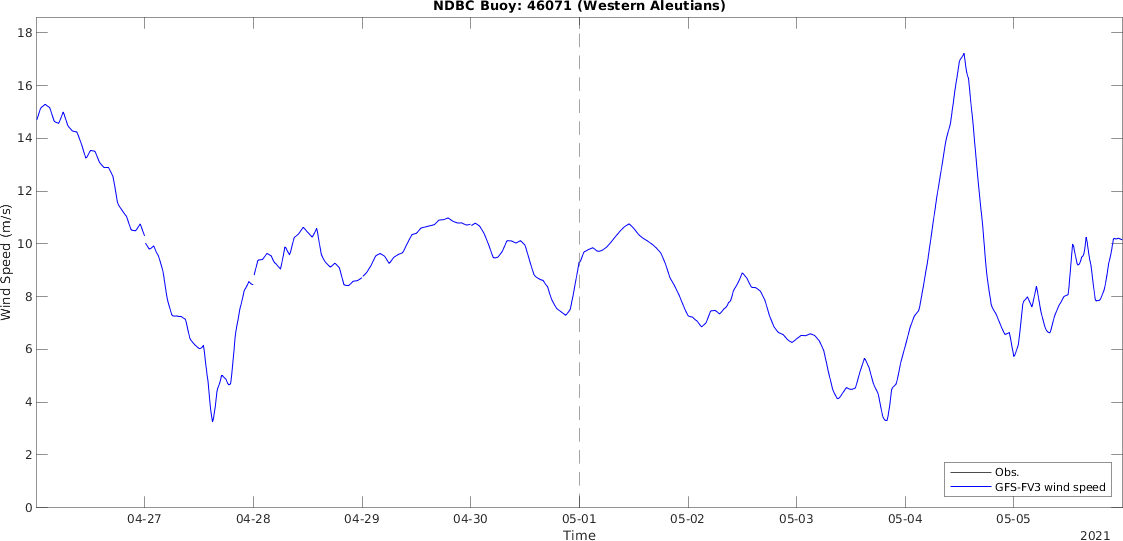 NDBC Buoy: 46071 (Western Aleutians)
18
16
14
12
10
8
6
4
2
0
Wind Speed (m/s)
Obs.
GFS-FV3 wind speed
04-27 04-28 04-29 04-30 05-01 05-02 05-03 05-04 05-05
Time
2021